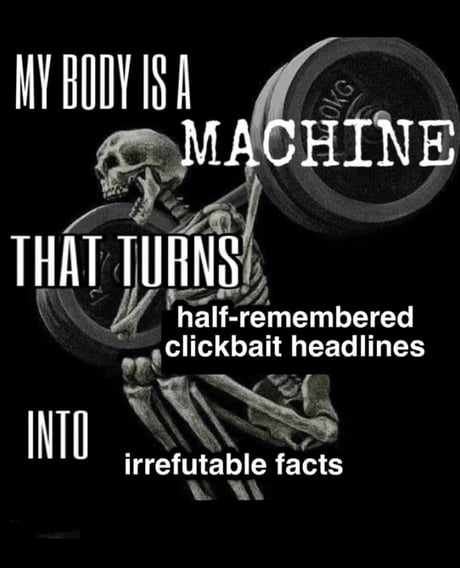 MY BODY IS A
MACHINE
THAT TURNS
half-remembered
clickbait headlines
INTO
irrefutable facts